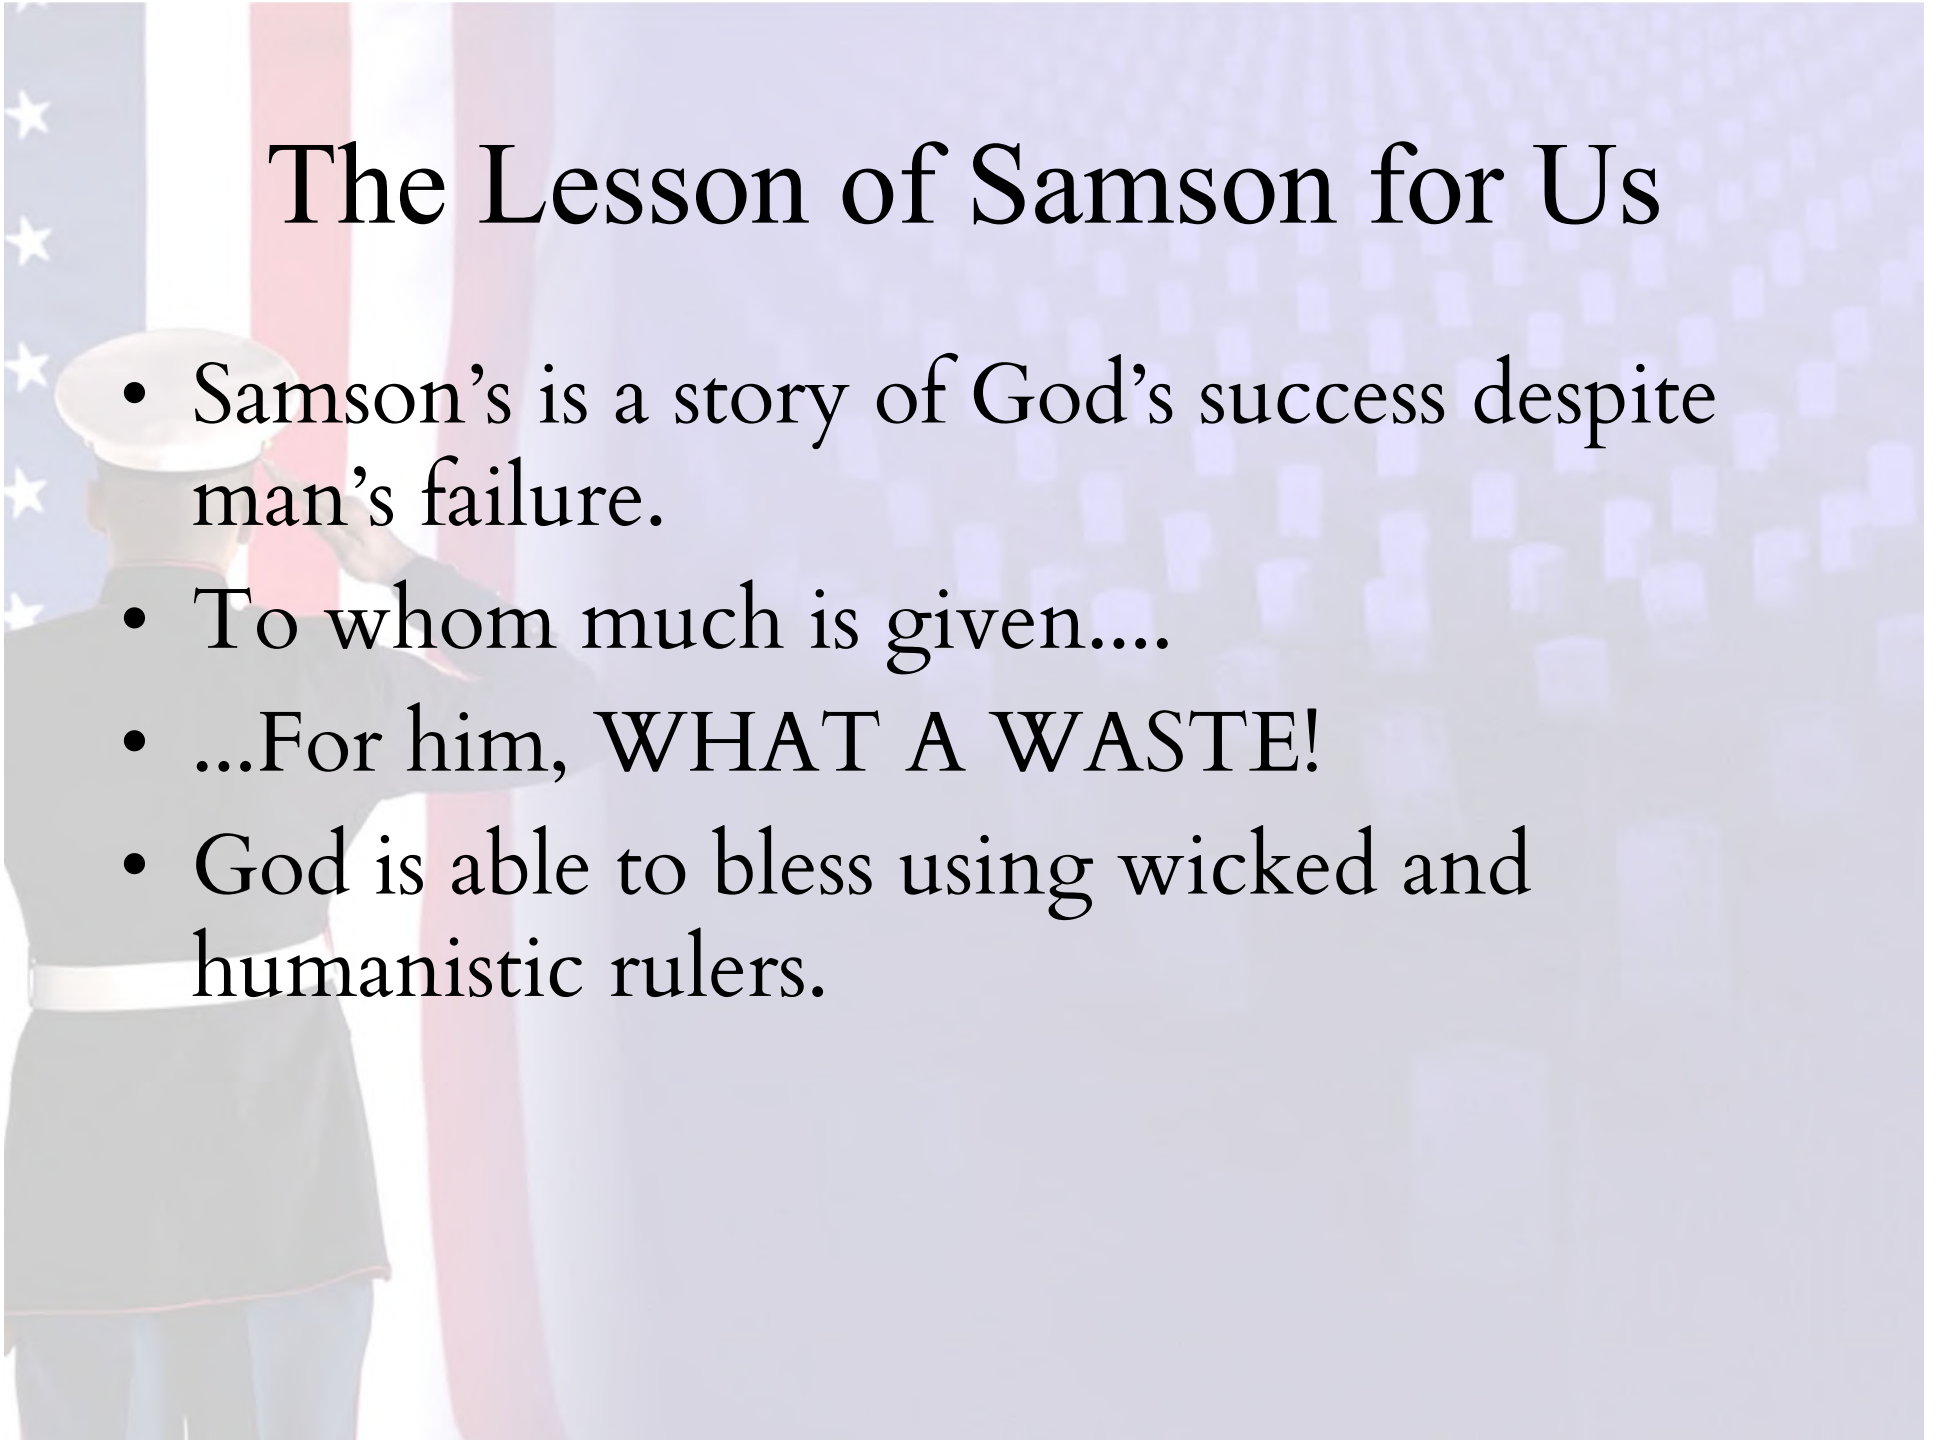 The Lesson of Samson for Us
• Samson’s is a story of God’s success despite
man’s failure.
• To whom much is given....
• ...For him, WHAT A WASTE!
• God is able to bless using wicked and
humanistic rulers.